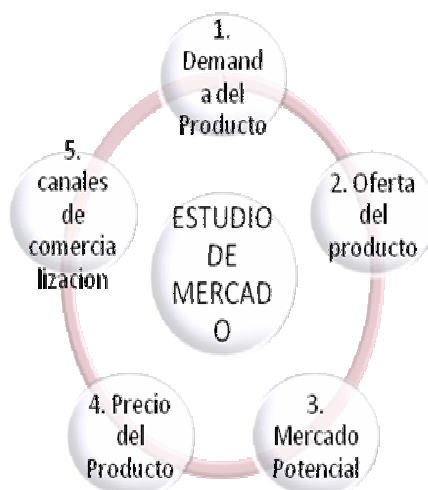 1.
Demand
a del
Producto
2. Oferta
del
producto
3.
Mercado
Potencial
4. Precio
del
Producto
5.
canales
de
comercia
lizacion
ESTUDIO
DE
MERCAD
O